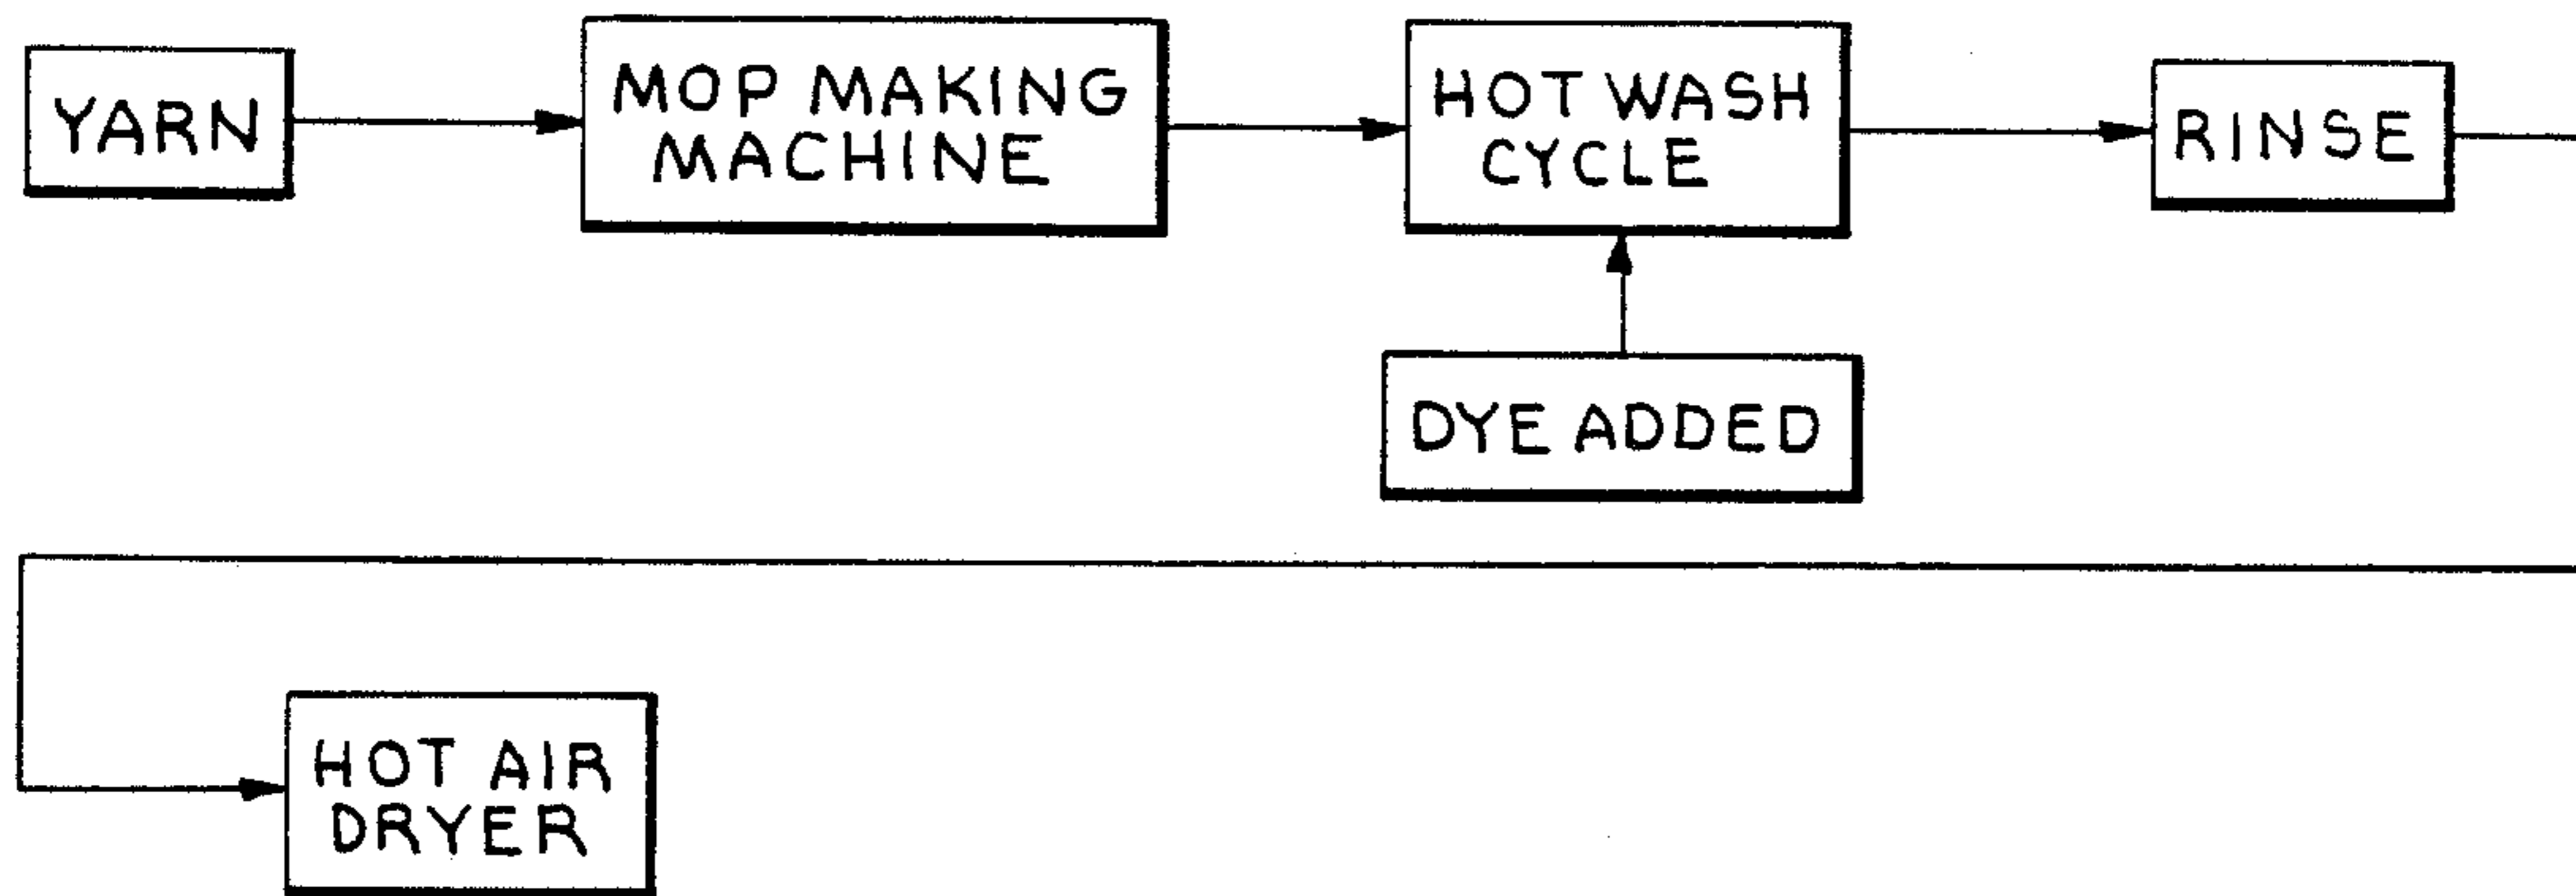 YARN
MOP MAKING
MACHINE
HOT WASH
CYCLE
RINSE
DYE ADDED
HOT AIR
DRYER